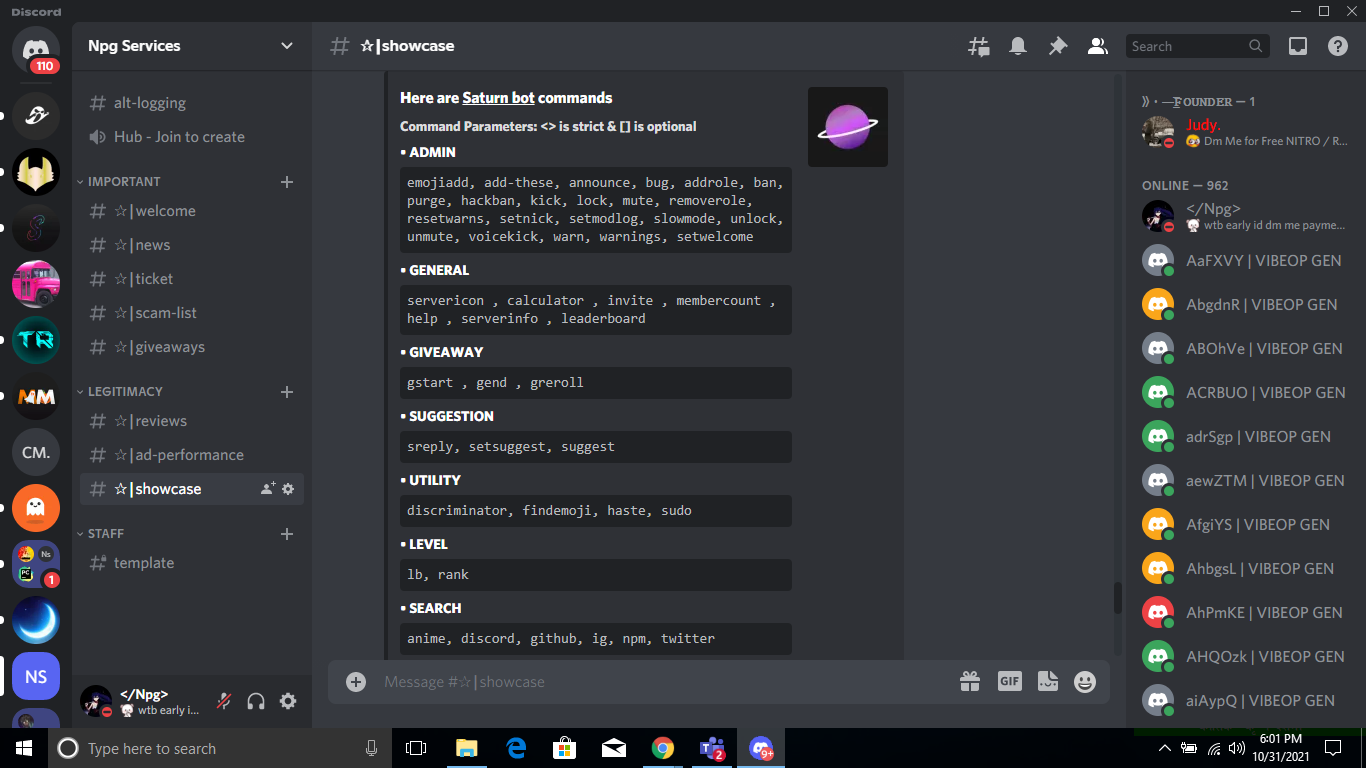 Discord
110
TR
MM
CM.
Ns
PC
1
NS
Npg Services
alt-logging
Hub - Join to create
IMPORTANT
☆|welcome
☆|news
☆|ticket
☆|scam-list
☆|giveaways
LEGITIMACY
☆|reviews
☆|ad-performance
☆|showcase
STAFF
template
</Npg>
wtb early i...
# ☆|showcase
Search
Here are Saturn bot commands
Command Parameters: <> is strict & [] is optional
• ADMIN
emojiadd, add-these, announce, bug, addrole, ban,
purge, hackban, kick, lock, mute, removerole,
resetwarns, setnick, setmodlog, slowmode, unlock,
unmute, voicekick, warn, warnings, setwelcome
• GENERAL
servericon , calculator , invite , membercount ,
help , serverinfo , leaderboard
• GIVEAWAY
gstart , gend , greroll
• SUGGESTION
sreply, setsuggest, suggest
• UTILITY
discriminator, findemoji, haste, sudo
• LEVEL
lb, rank
• SEARCH
anime, discord, github, ig, npm, twitter
Message #☆|showcase
GIF
⟫ · —Founder — 1
Judy.
Dm Me for Free NITRO / R...
ONLINE — 962
</Npg>
wtb early id dm me payme...
AaFXVY | VIBEOP GEN
AbgdnR | VIBEOP GEN
ABOhVe | VIBEOP GEN
ACRBUO | VIBEOP GEN
adrSgp | VIBEOP GEN
aewZTM | VIBEOP GEN
AfgiYS | VIBEOP GEN
AhbgsL | VIBEOP GEN
AhPmKE | VIBEOP GEN
AHQOzk | VIBEOP GEN
aiAypQ | VIBEOP GEN
Type here to search
2
9+
6:01 PM
10/31/2021